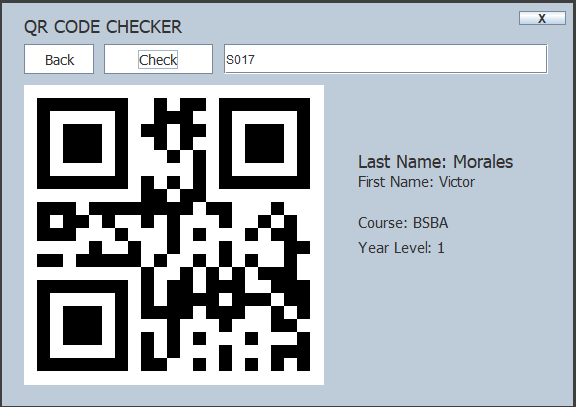 QR CODE CHECKER
X
Back
Check
S017
Last Name: Morales
First Name: Victor
Course: BSBA
Year Level: 1